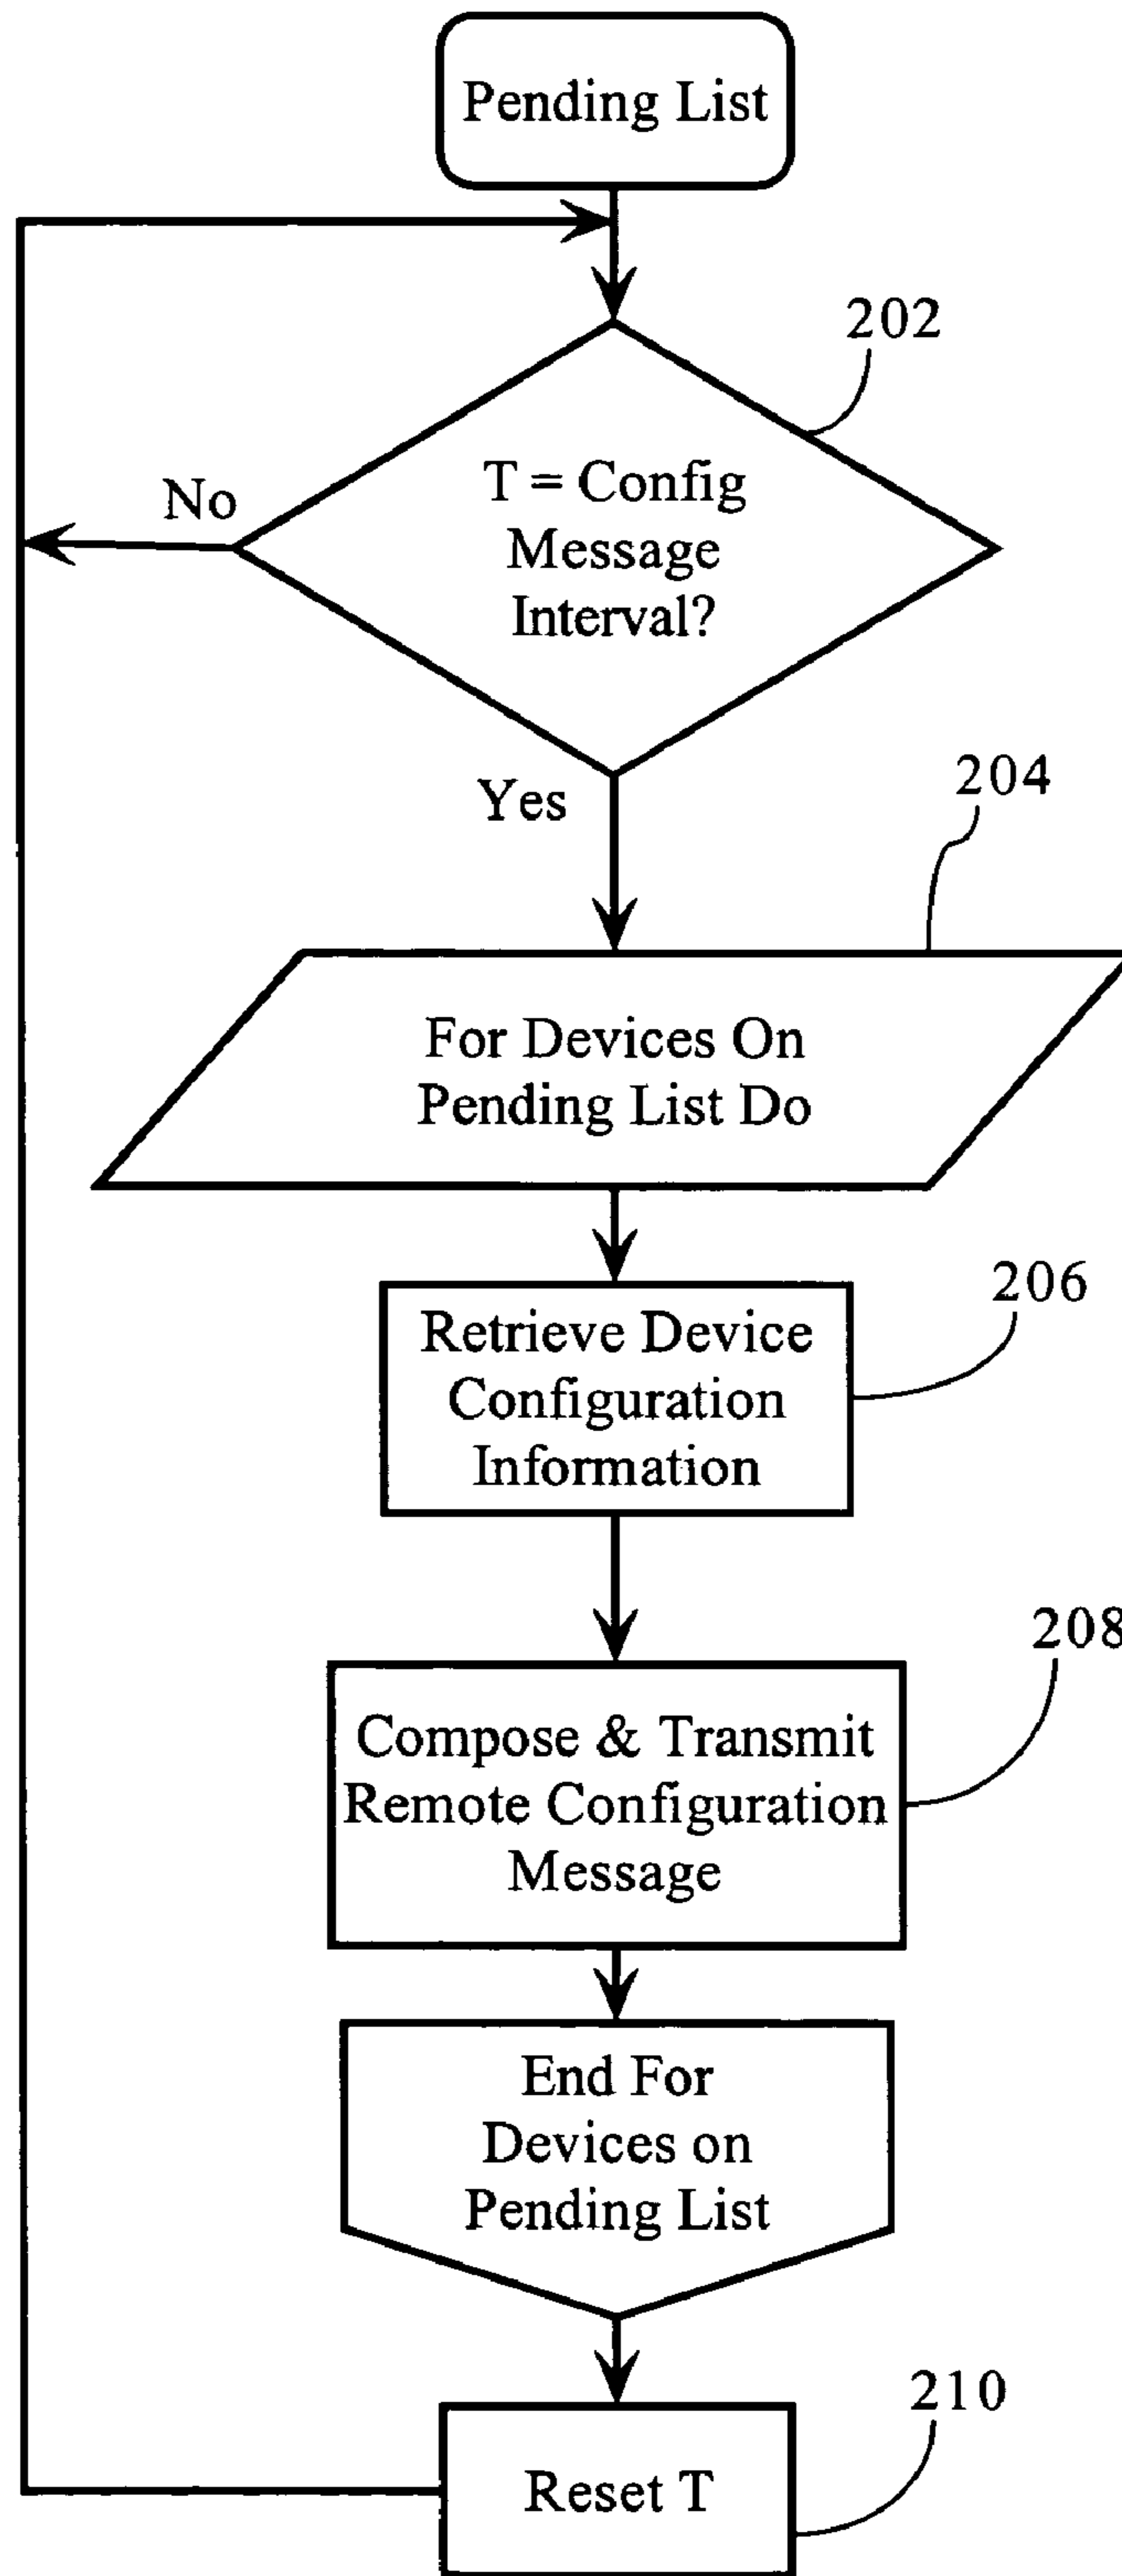 Pending List
202
T = Config
Message
Interval?
No
Yes
204
For Devices On
Pending List Do
206
Retrieve Device
Configuration
Information
208
Compose & Transmit
Remote Configuration
Message
End For
Devices on
Pending List
210
Reset T